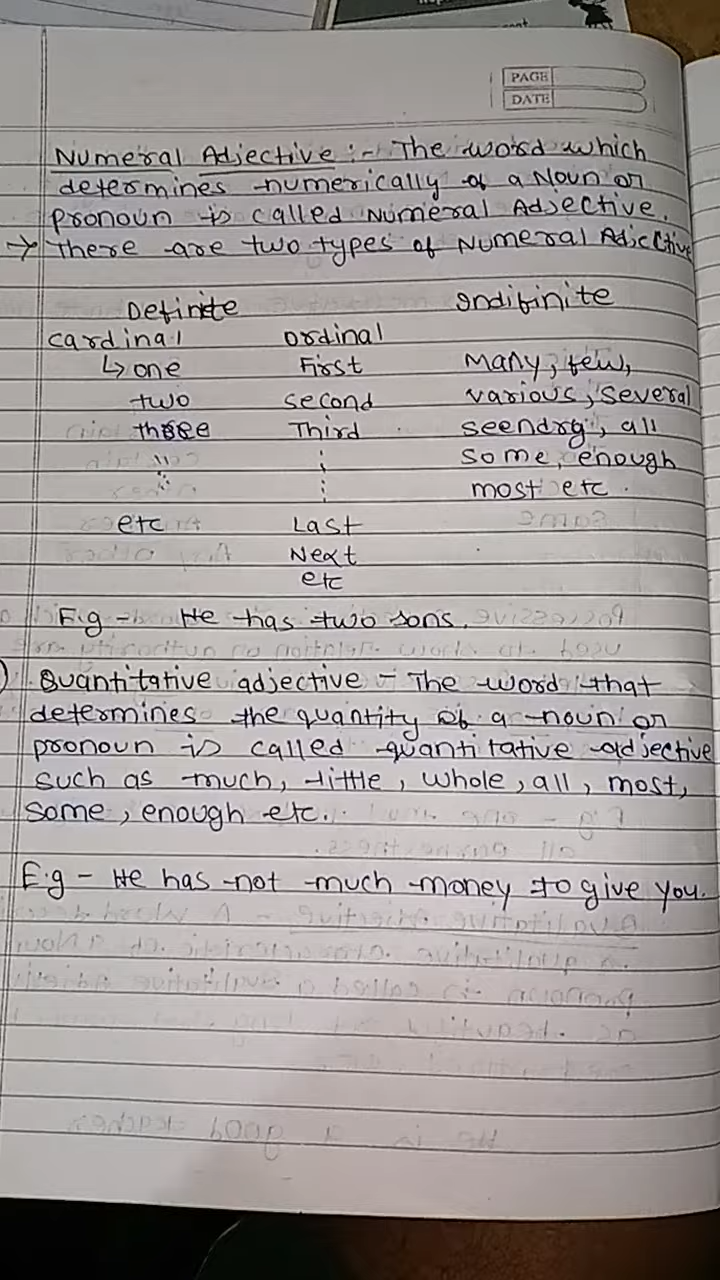 PAGE
DATE
Numeral Adjective :- The word which
determines numerically of a Noun or
pronoun is called Numeral Adjective.
→ There are two types of Numeral Adjective
Definite Indifinite
cardinal ordinal
↳ one First Many, few,
two second various, several
three Third all
some, enough
most etc.
etc Last
Next
etc
E.g - He has two sons.
Quantitative adjective - The word that
determines the quantity of a noun or
pronoun is called quantitative adjective
such as much, little, whole, all, most,
some, enough etc.
E.g - He has not much money to give you.